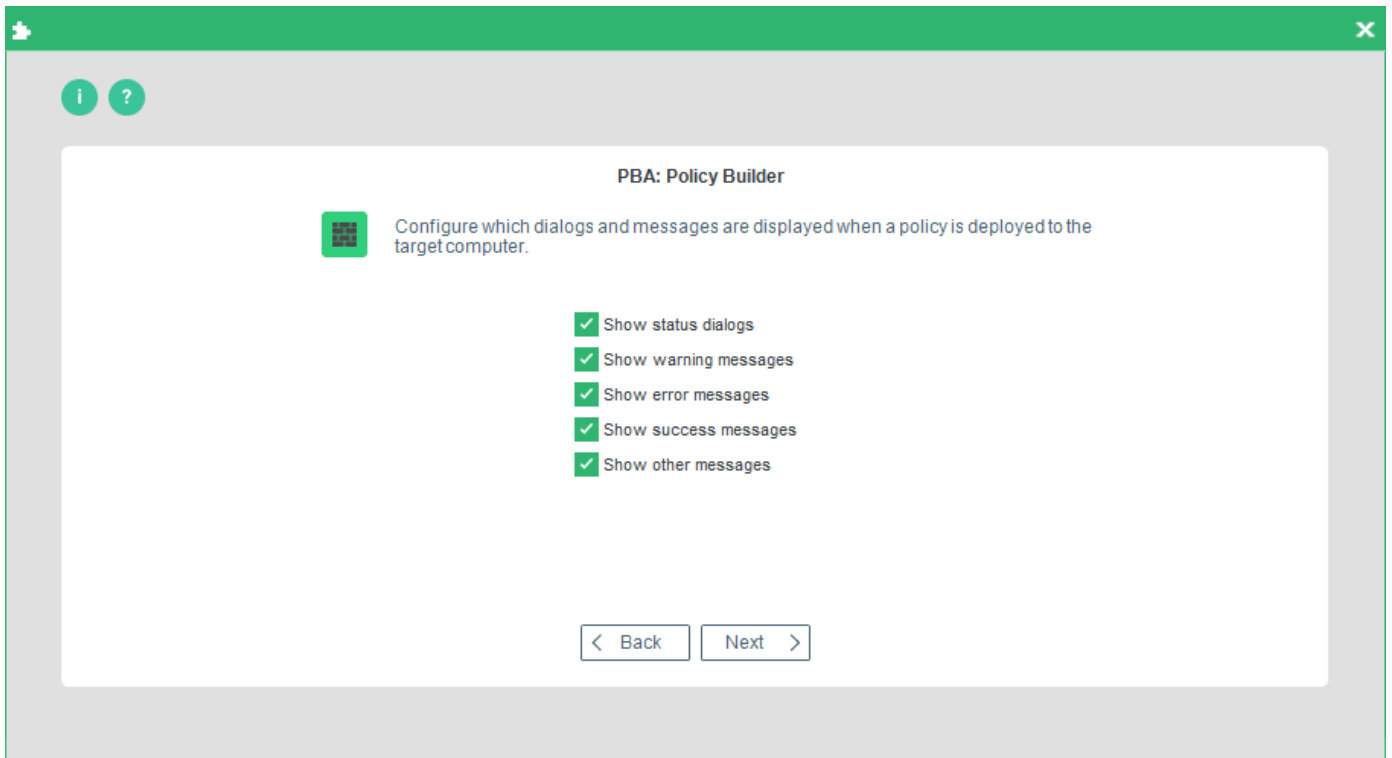 i ?
PBA: Policy Builder
Configure which dialogs and messages are displayed when a policy is deployed to the
target computer.
Show status dialogs
Show warning messages
Show error messages
Show success messages
Show other messages
Back Next